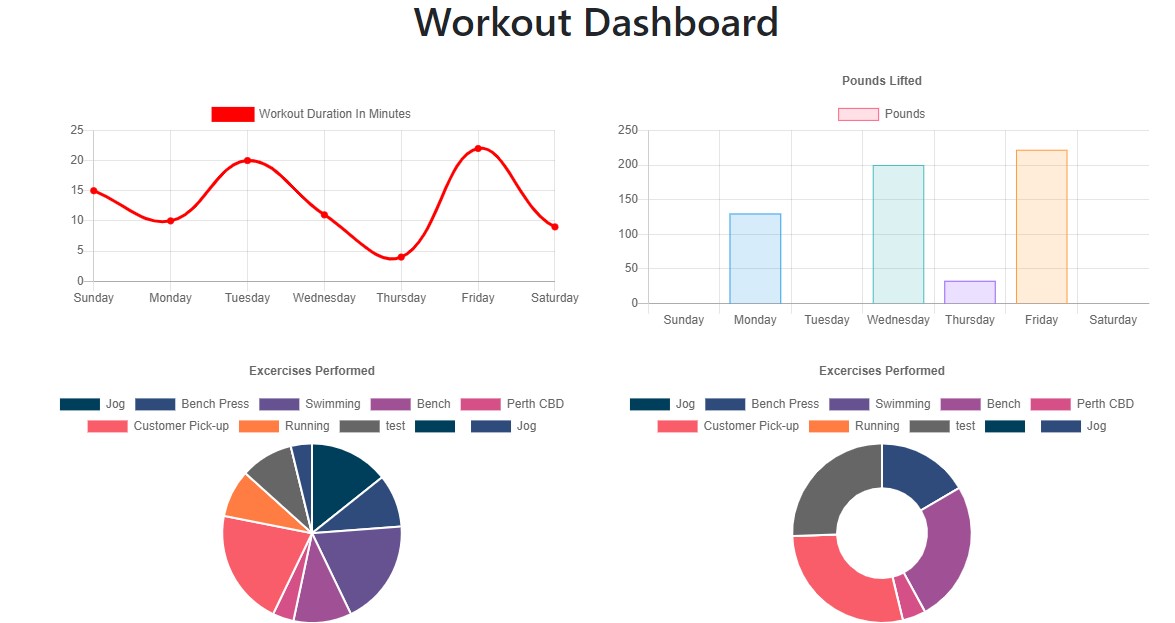 Workout Dashboard
Workout Duration In Minutes
25
20
15
10
5
0
Sunday Monday Tuesday Wednesday Thursday Friday Saturday
Pounds Lifted
Pounds
250
200
150
100
50
0
Sunday Monday Tuesday Wednesday Thursday Friday Saturday
Excercises Performed
Jog Bench Press Swimming Bench Perth CBD
Customer Pick-up Running test Jog
Excercises Performed
Jog Bench Press Swimming Bench Perth CBD
Customer Pick-up Running test Jog